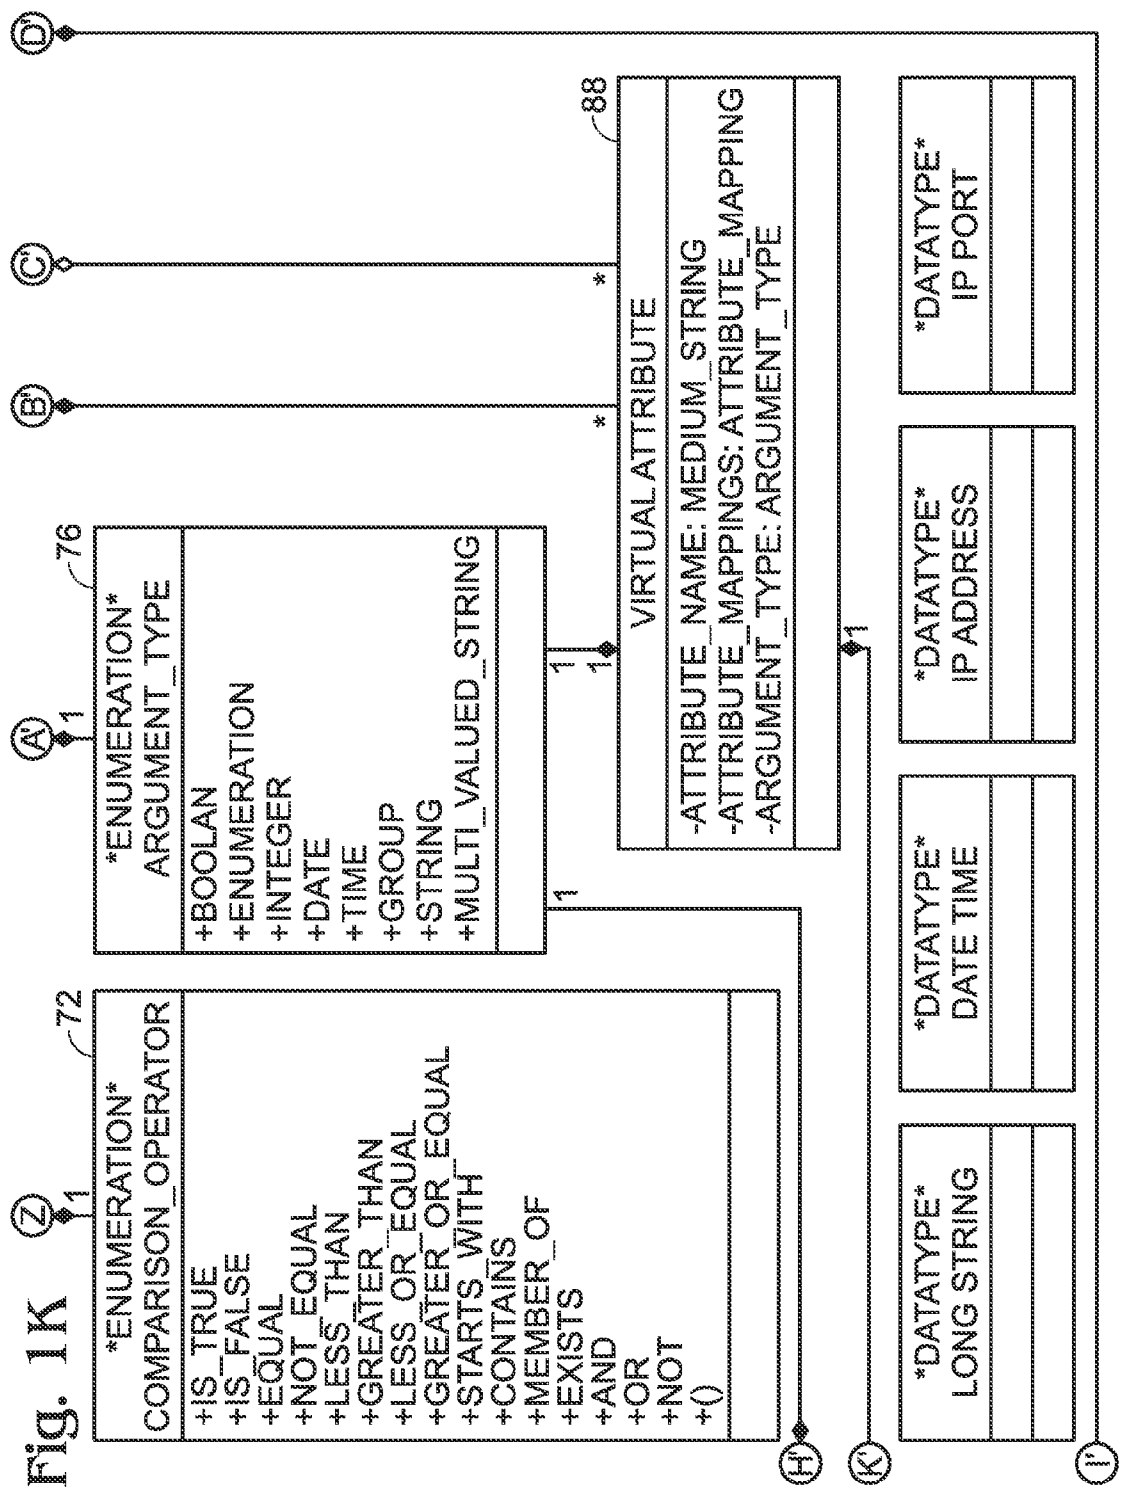 Fig. 1K
Z
A'
B'
C'
D'
1
1
72
*ENUMERATION*
COMPARISON_OPERATOR
+IS_TRUE
+IS_FALSE
+EQUAL
+NOT_EQUAL
+LESS_THAN
+GREATER_THAN
+LESS_OR_EQUAL
+GREATER_OR_EQUAL
+STARTS_WITH
+CONTAINS
+MEMBER_OF
+EXISTS
+AND
+OR
+NOT
+()
76
*ENUMERATION*
ARGUMENT_TYPE
+BOOLAN
+ENUMERATION
+INTEGER
+DATE
+TIME
+GROUP
+STRING
+MULTI_VALUED_STRING
1
1
1
*
*
88
VIRTUAL ATTRIBUTE
-ATTRIBUTE_NAME: MEDIUM_STRING
-ATTRIBUTE_MAPPINGS: ATTRIBUTE_MAPPING
-ARGUMENT_TYPE: ARGUMENT_TYPE
H'
1
K'
*DATATYPE*
LONG STRING
*DATATYPE*
DATE TIME
*DATATYPE*
IP ADDRESS
*DATATYPE*
IP PORT
I'